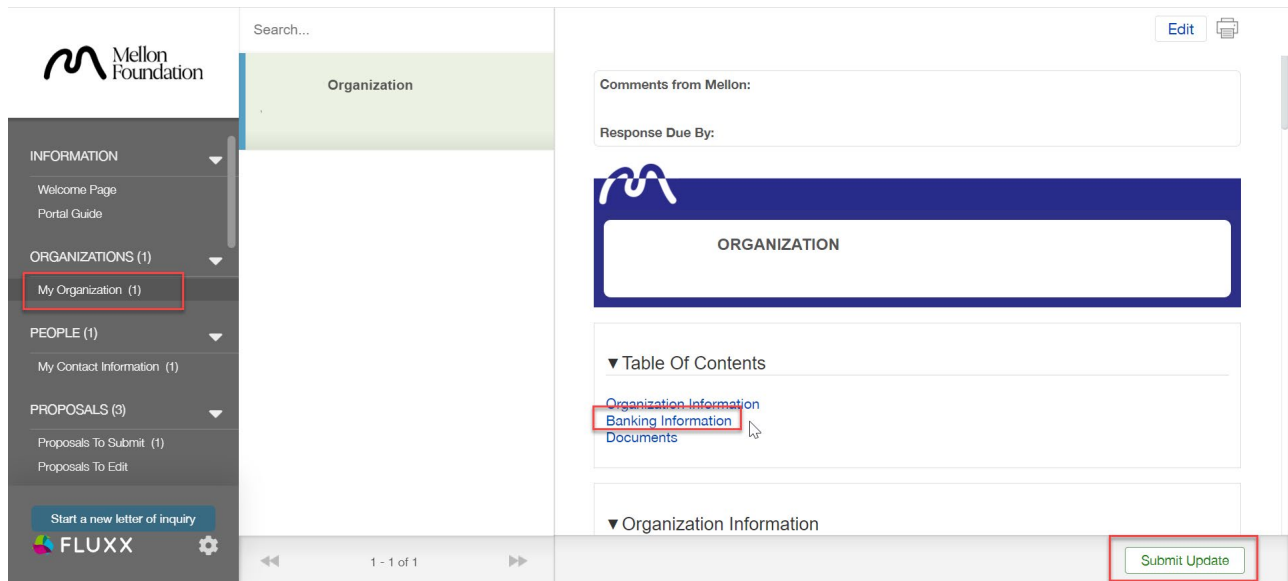 Mellon
Foundation
INFORMATION
Welcome Page
Portal Guide
ORGANIZATIONS (1)
My Organization (1)
PEOPLE (1)
My Contact Information (1)
PROPOSALS (3)
Proposals To Submit (1)
Proposals To Edit
Start a new letter of inquiry
FLUXX
Search...
Organization
1 - 1 of 1
Edit
Comments from Mellon:
Response Due By:
ORGANIZATION
▼Table Of Contents
Organization Information
Banking Information
Documents
▼Organization Information
Submit Update